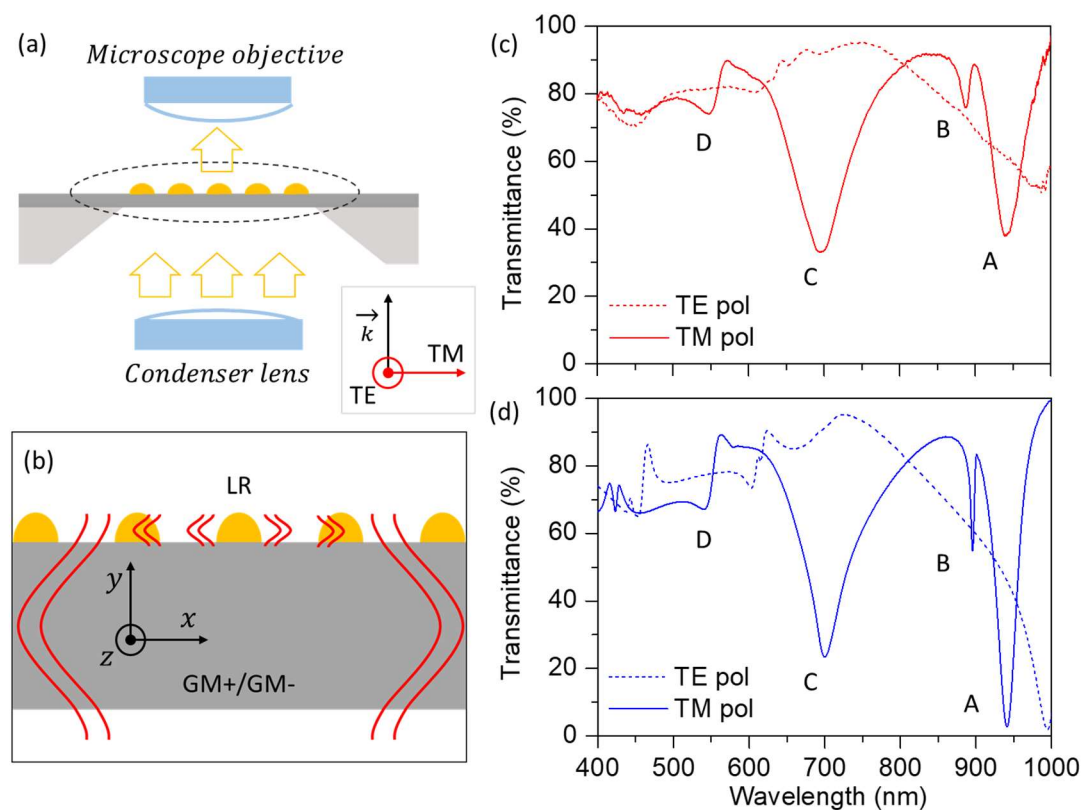 (a)
Microscope objective
Condenser lens
k
TM
TE
(b)
LR
y
x
z
GM+/GM-
(c)
100
80
60
40
20
0
Transmittance (%)
D
C
B
A
TE pol
TM pol
(d)
100
80
60
40
20
0
Transmittance (%)
D
C
B
A
TE pol
TM pol
400 500 600 700 800 900 1000
Wavelength (nm)